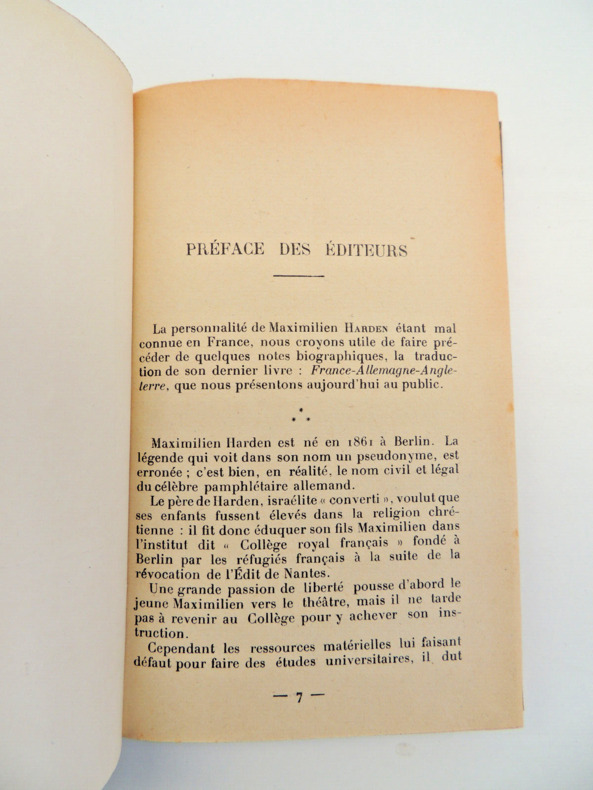 PRÉFACE DES ÉDITEURS
La personnalité de Maximilien HARDEN étant mal
connue en France, nous croyons utile de faire pré-
céder de quelques notes biographiques, la traduc-
tion de son dernier livre : France-Allemagne-Angle-
terre, que nous présentons aujourd'hui au public.
Maximilien Harden est né en 1861 à Berlin. La
légende qui voit dans son nom un pseudonyme, est
erronée ; c'est bien, en réalité, le nom civil et légal
du célèbre pamphlétaire allemand.
Le père de Harden, israélite « converti », voulut que
ses enfants fussent élevés dans la religion chré-
tienne : il fit donc éduquer son fils Maximilien dans
l'institut dit « Collège royal français » fondé à
Berlin par les réfugiés français à la suite de la
révocation de l'Édit de Nantes.
Une grande passion de liberté pousse d'abord le
jeune Maximilien vers le théâtre, mais il ne tarde
pas à revenir au Collège pour y achever son ins-
truction.
Cependant les ressources matérielles lui faisant
défaut pour faire des études universitaires, il dut
— 7 —